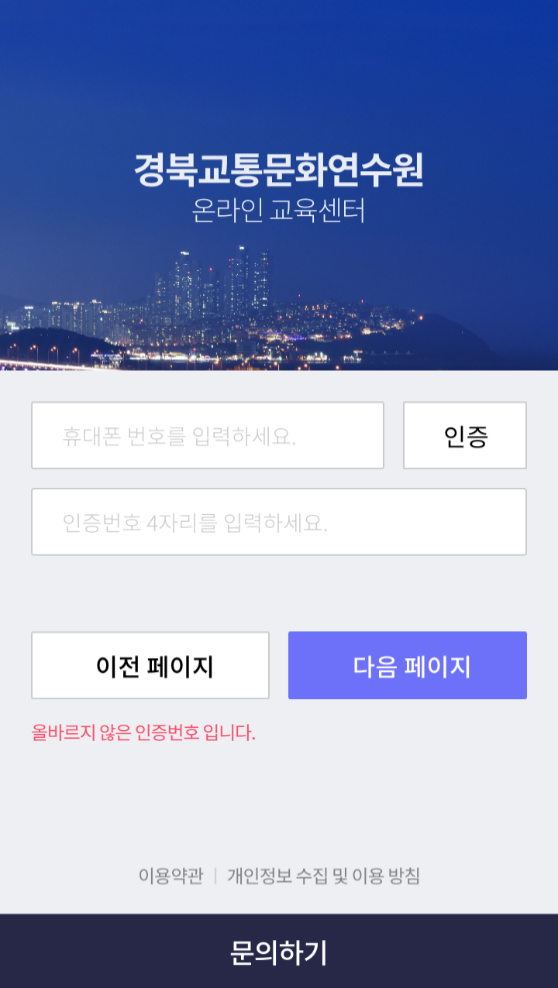 경북교통문화연수원
온라인 교육센터
휴대폰 번호를 입력하세요.
인증
인증번호 4자리를 입력하세요.
이전 페이지
다음 페이지
올바르지 않은 인증번호 입니다.
이용약관 | 개인정보 수집 및 이용 방침
문의하기